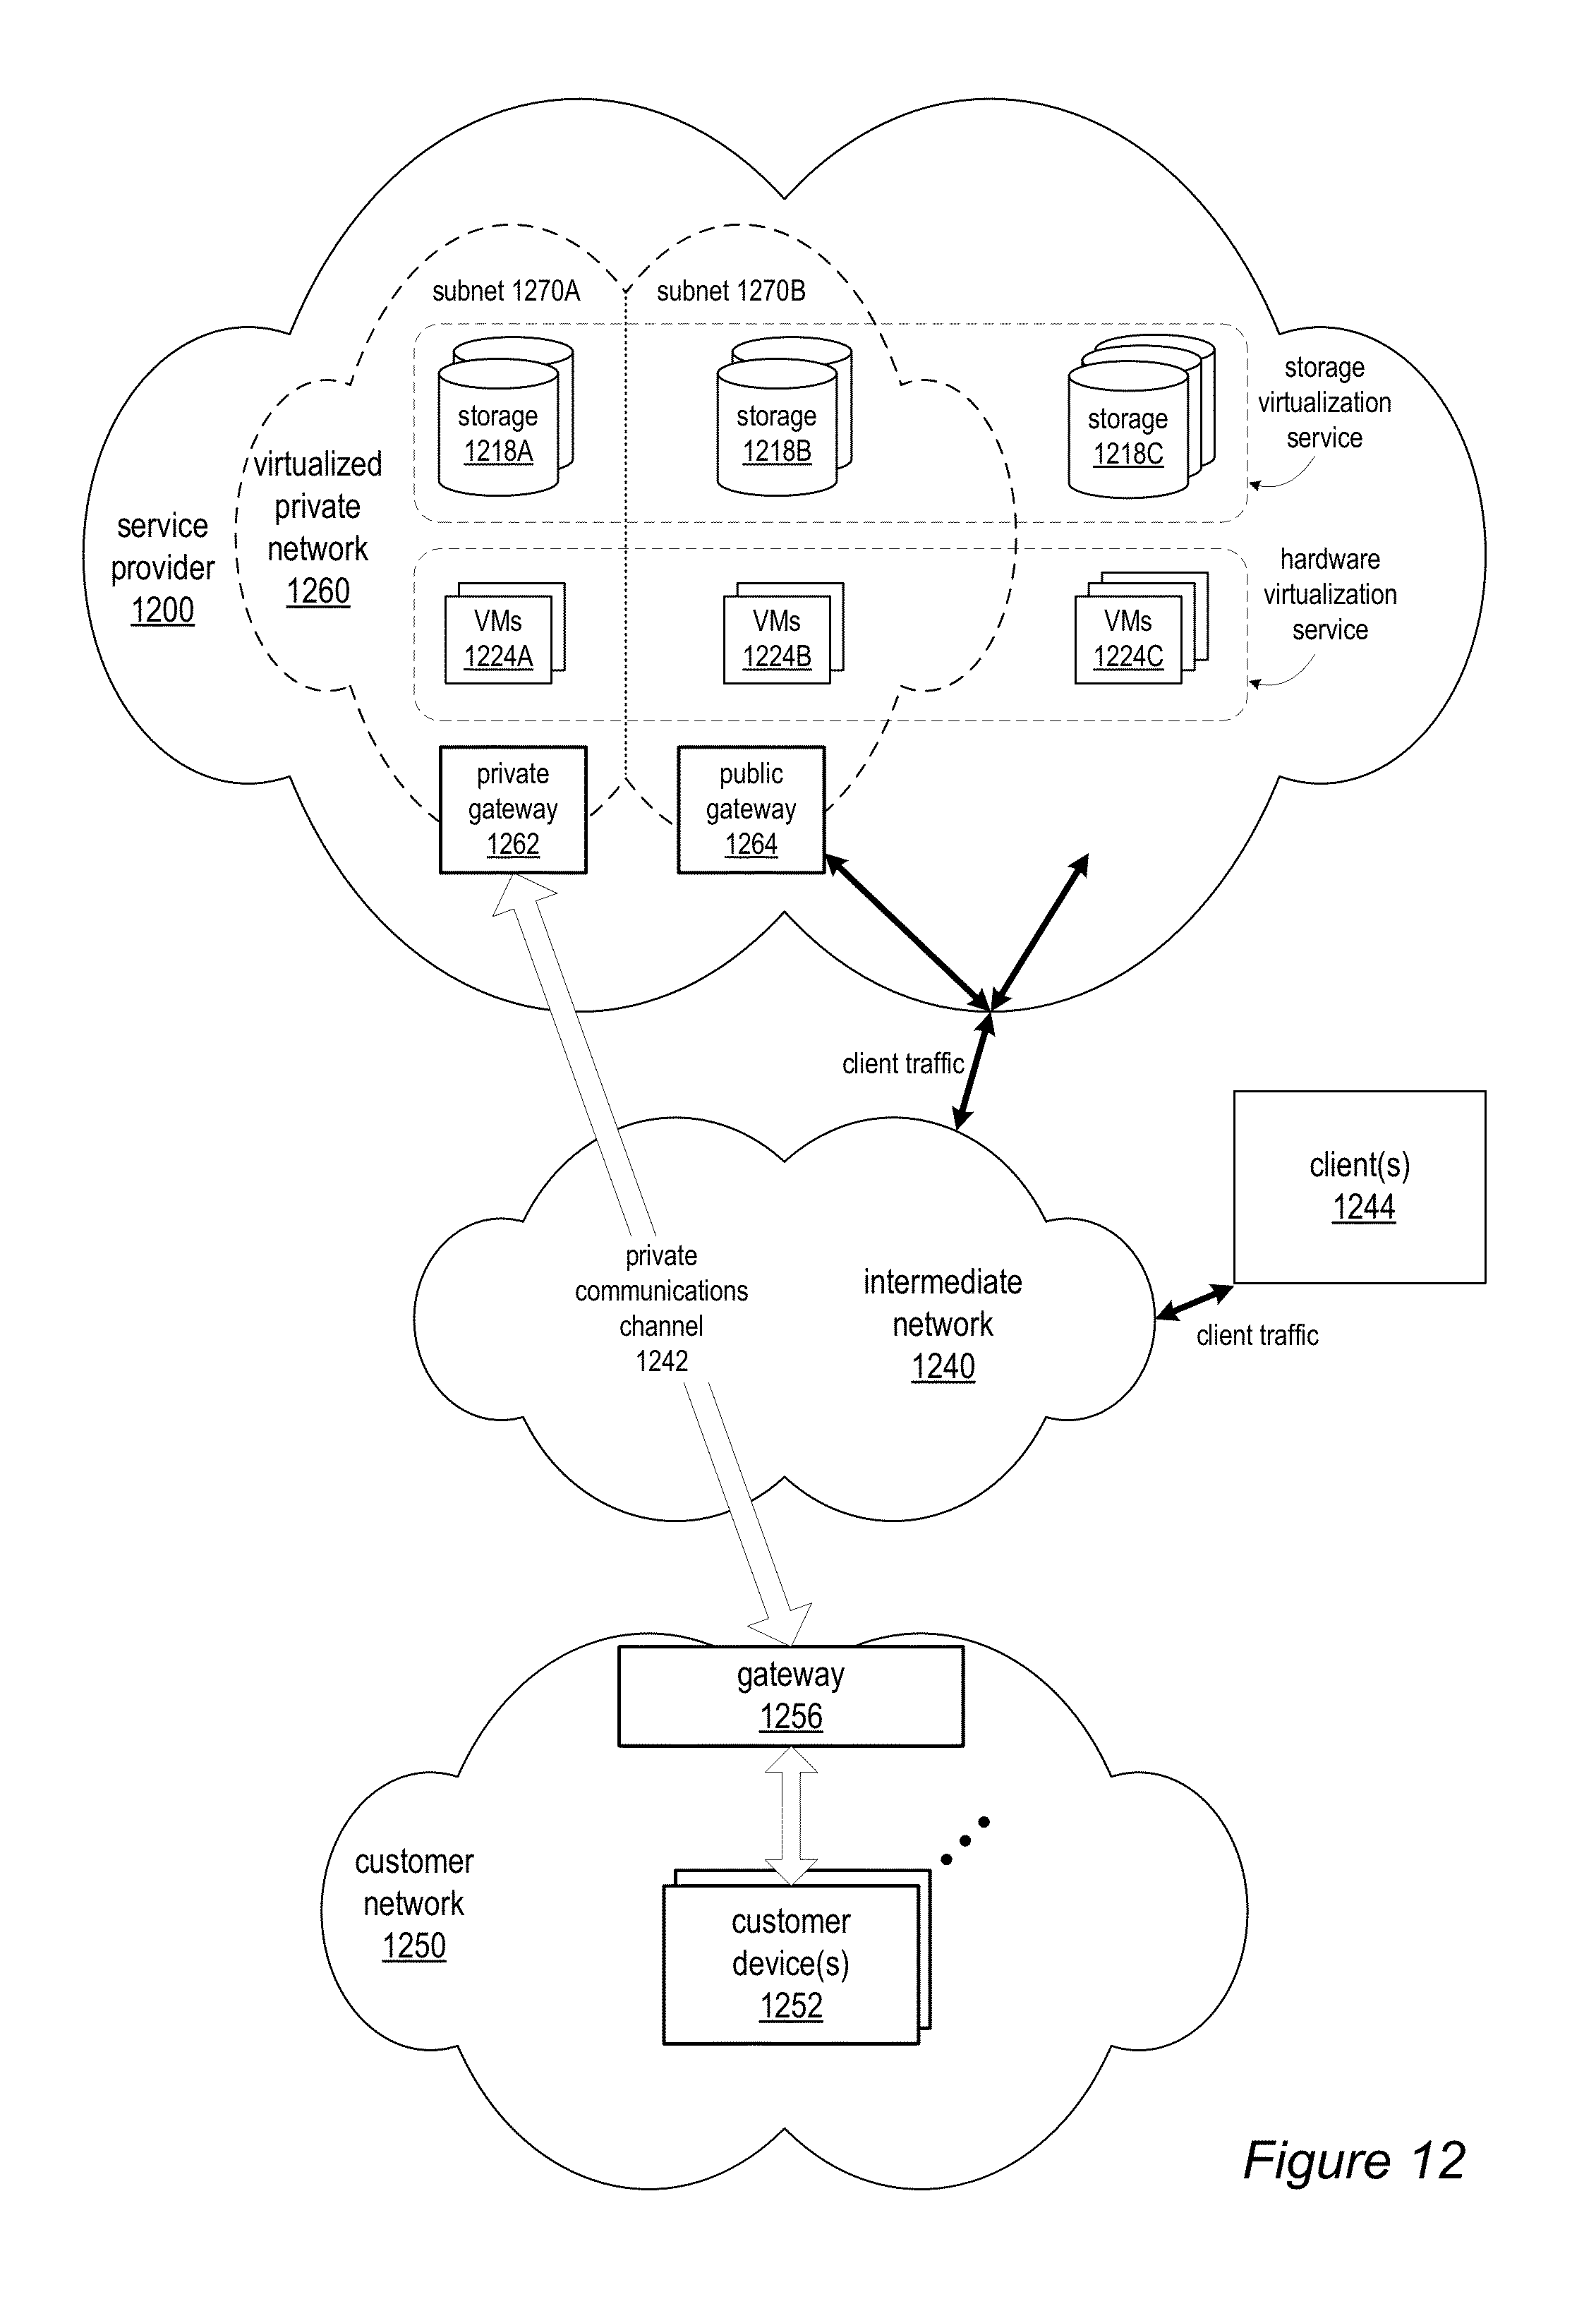 subnet 1270A
subnet 1270B
storage
1218A
storage
1218B
storage
1218C
storage
virtualization
service
service
provider
1200
virtualized
private
network
1260
VMs
1224A
VMs
1224B
VMs
1224C
hardware
virtualization
service
private
gateway
1262
public
gateway
1264
client traffic
client(s)
1244
client traffic
private
communications
channel
1242
intermediate
network
1240
gateway
1256
customer
network
1250
customer
device(s)
1252
Figure 12